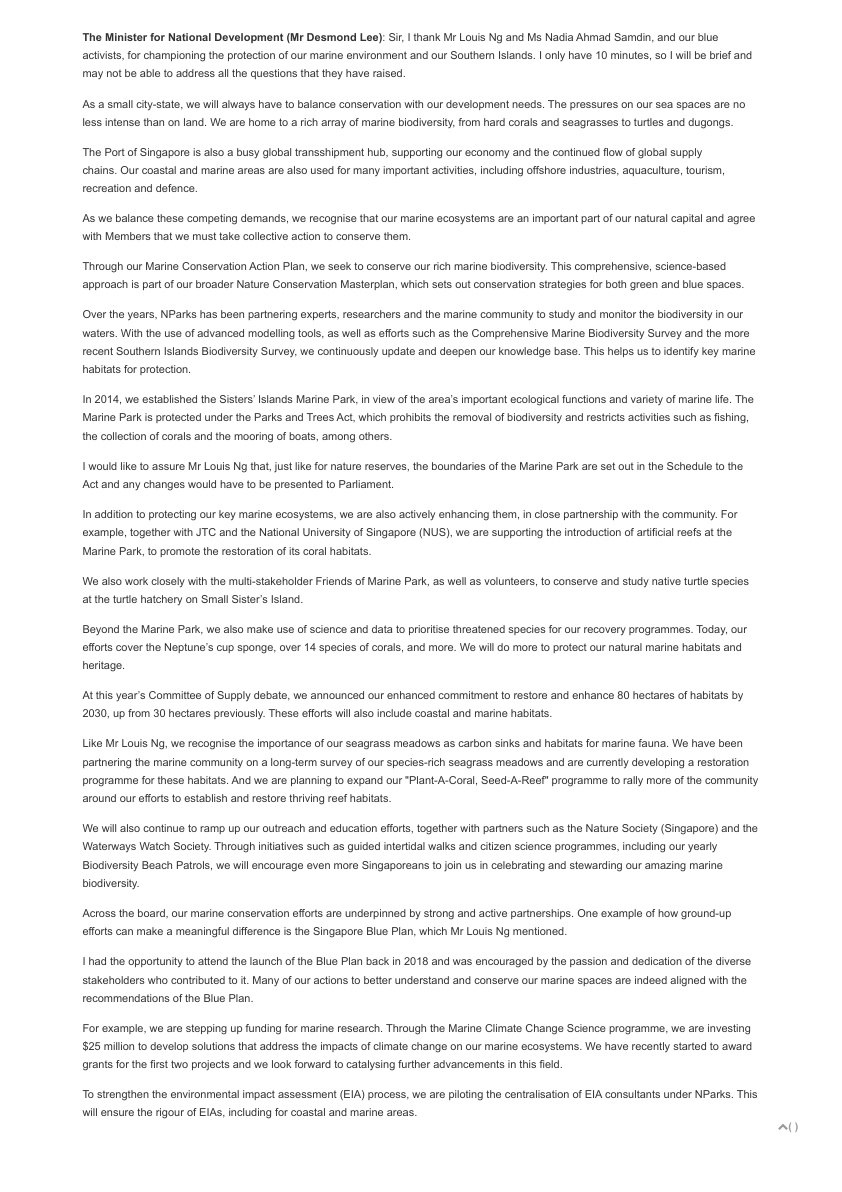 The Minister for National Development (Mr Desmond Lee): Sir, I thank Mr Louis Ng and Ms Nadia Ahmad Samdin, and our blue
activists, for championing the protection of our marine environment and our Southern Islands. I only have 10 minutes, so I will be brief and
may not be able to address all the questions that they have raised.
As a small city-state, we will always have to balance conservation with our development needs. The pressures on our sea spaces are no
less intense than on land. We are home to a rich array of marine biodiversity, from hard corals and seagrasses to turtles and dugongs.
The Port of Singapore is also a busy global transshipment hub, supporting our economy and the continued flow of global supply
chains. Our coastal and marine areas are also used for many important activities, including offshore industries, aquaculture, tourism,
recreation and defence.
As we balance these competing demands, we recognise that our marine ecosystems are an important part of our natural capital and agree
with Members that we must take collective action to conserve them.
Through our Marine Conservation Action Plan, we seek to conserve our rich marine biodiversity. This comprehensive, science-based
approach is part of our broader Nature Conservation Masterplan, which sets out conservation strategies for both green and blue spaces.
Over the years, NParks has been partnering experts, researchers and the marine community to study and monitor the biodiversity in our
waters. With the use of advanced modelling tools, as well as efforts such as the Comprehensive Marine Biodiversity Survey and the more
recent Southern Islands Biodiversity Survey, we continuously update and deepen our knowledge base. This helps us to identify key marine
habitats for protection.
In 2014, we established the Sisters' Islands Marine Park, in view of the area's important ecological functions and variety of marine life. The
Marine Park is protected under the Parks and Trees Act, which prohibits the removal of biodiversity and restricts activities such as fishing,
the collection of corals and the mooring of boats, among others.
I would like to assure Mr Louis Ng that, just like for nature reserves, the boundaries of the Marine Park are set out in the Schedule to the
Act and any changes would have to be presented to Parliament.
In addition to protecting our key marine ecosystems, we are also actively enhancing them, in close partnership with the community. For
example, together with JTC and the National University of Singapore (NUS), we are supporting the introduction of artificial reefs at the
Marine Park, to promote the restoration of its coral habitats.
We also work closely with the multi-stakeholder Friends of Marine Park, as well as volunteers, to conserve and study native turtle species
at the turtle hatchery on Small Sister's Island.
Beyond the Marine Park, we also make use of science and data to prioritise threatened species for our recovery programmes. Today, our
efforts cover the Neptune's cup sponge, over 14 species of corals, and more. We will do more to protect our natural marine habitats and
heritage.
At this year's Committee of Supply debate, we announced our enhanced commitment to restore and enhance 80 hectares of habitats by
2030, up from 30 hectares previously. These efforts will also include coastal and marine habitats.
Like Mr Louis Ng, we recognise the importance of our seagrass meadows as carbon sinks and habitats for marine fauna. We have been
partnering the marine community on a long-term survey of our species-rich seagrass meadows and are currently developing a restoration
programme for these habitats. And we are planning to expand our "Plant-A-Coral, Seed-A-Reef" programme to rally more of the community
around our efforts to establish and restore thriving reef habitats.
We will also continue to ramp up our outreach and education efforts, together with partners such as the Nature Society (Singapore) and the
Waterways Watch Society. Through initiatives such as guided intertidal walks and citizen science programmes, including our yearly
Biodiversity Beach Patrols, we will encourage even more Singaporeans to join us in celebrating and stewarding our amazing marine
biodiversity.
Across the board, our marine conservation efforts are underpinned by strong and active partnerships. One example of how ground-up
efforts can make a meaningful difference is the Singapore Blue Plan, which Mr Louis Ng mentioned.
I had the opportunity to attend the launch of the Blue Plan back in 2018 and was encouraged by the passion and dedication of the diverse
stakeholders who contributed to it. Many of our actions to better understand and conserve our marine spaces are indeed aligned with the
recommendations of the Blue Plan.
For example, we are stepping up funding for marine research. Through the Marine Climate Change Science programme, we are investing
$25 million to develop solutions that address the impacts of climate change on our marine ecosystems. We have recently started to award
grants for the first two projects and we look forward to catalysing further advancements in this field.
To strengthen the environmental impact assessment (EIA) process, we are piloting the centralisation of EIA consultants under NParks. This
will ensure the rigour of EIAs, including for coastal and marine areas.
( )